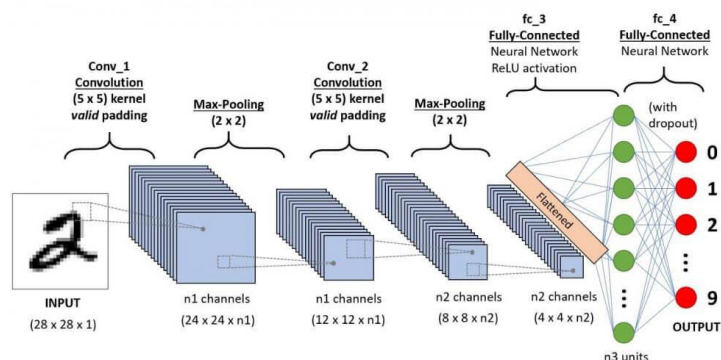 fc_3
Fully-Connected
Neural Network
ReLU activation
fc_4
Fully-Connected
Neural Network
Conv_1
Convolution
(5 x 5) kernel
valid padding
Max-Pooling
(2 x 2)
Conv_2
Convolution
(5 x 5) kernel
valid padding
Max-Pooling
(2 x 2)
(with
dropout)
2
Flattened
0
1
2
9
INPUT
(28 x 28 x 1)
n1 channels
(24 x 24 x n1)
n1 channels
(12 x 12 x n1)
n2 channels
(8 x 8 x n2)
n2 channels
(4 x 4 x n2)
OUTPUT
n3 units